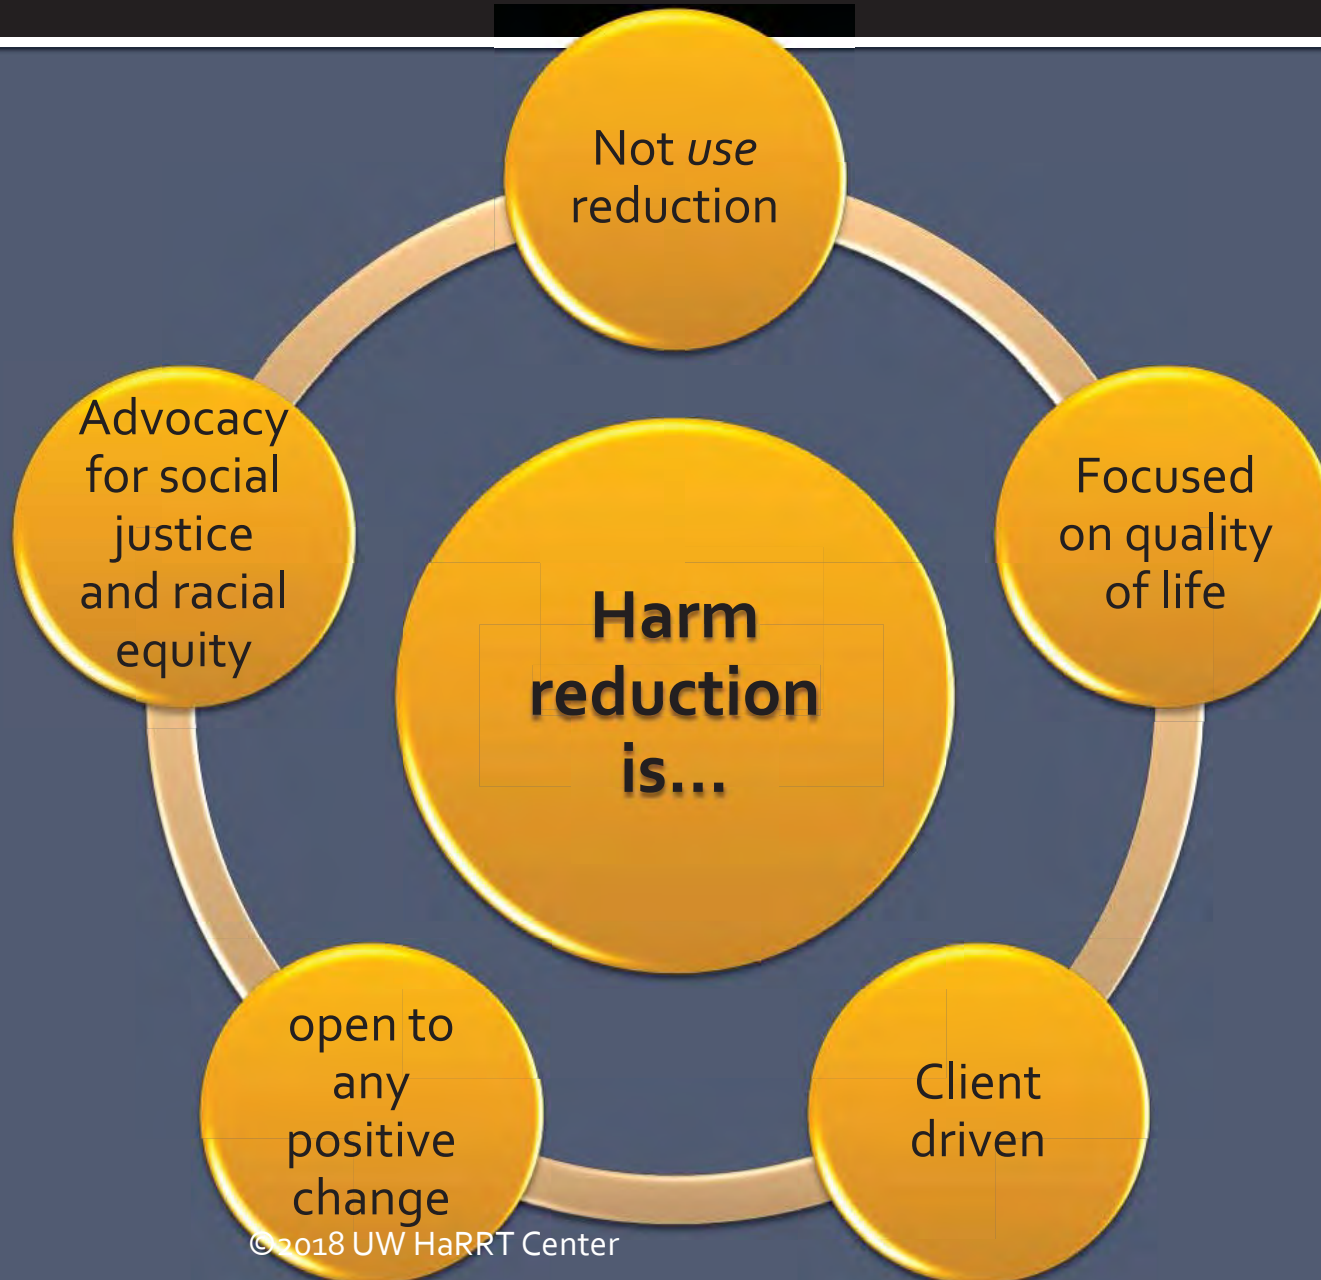 Not use
reduction
Focused
on quality
of life
Client
driven
open to
any
positive
change
Advocacy
for social
justice
and racial
equity
Harm
reduction
is...
©2018 UW HaRRT Center